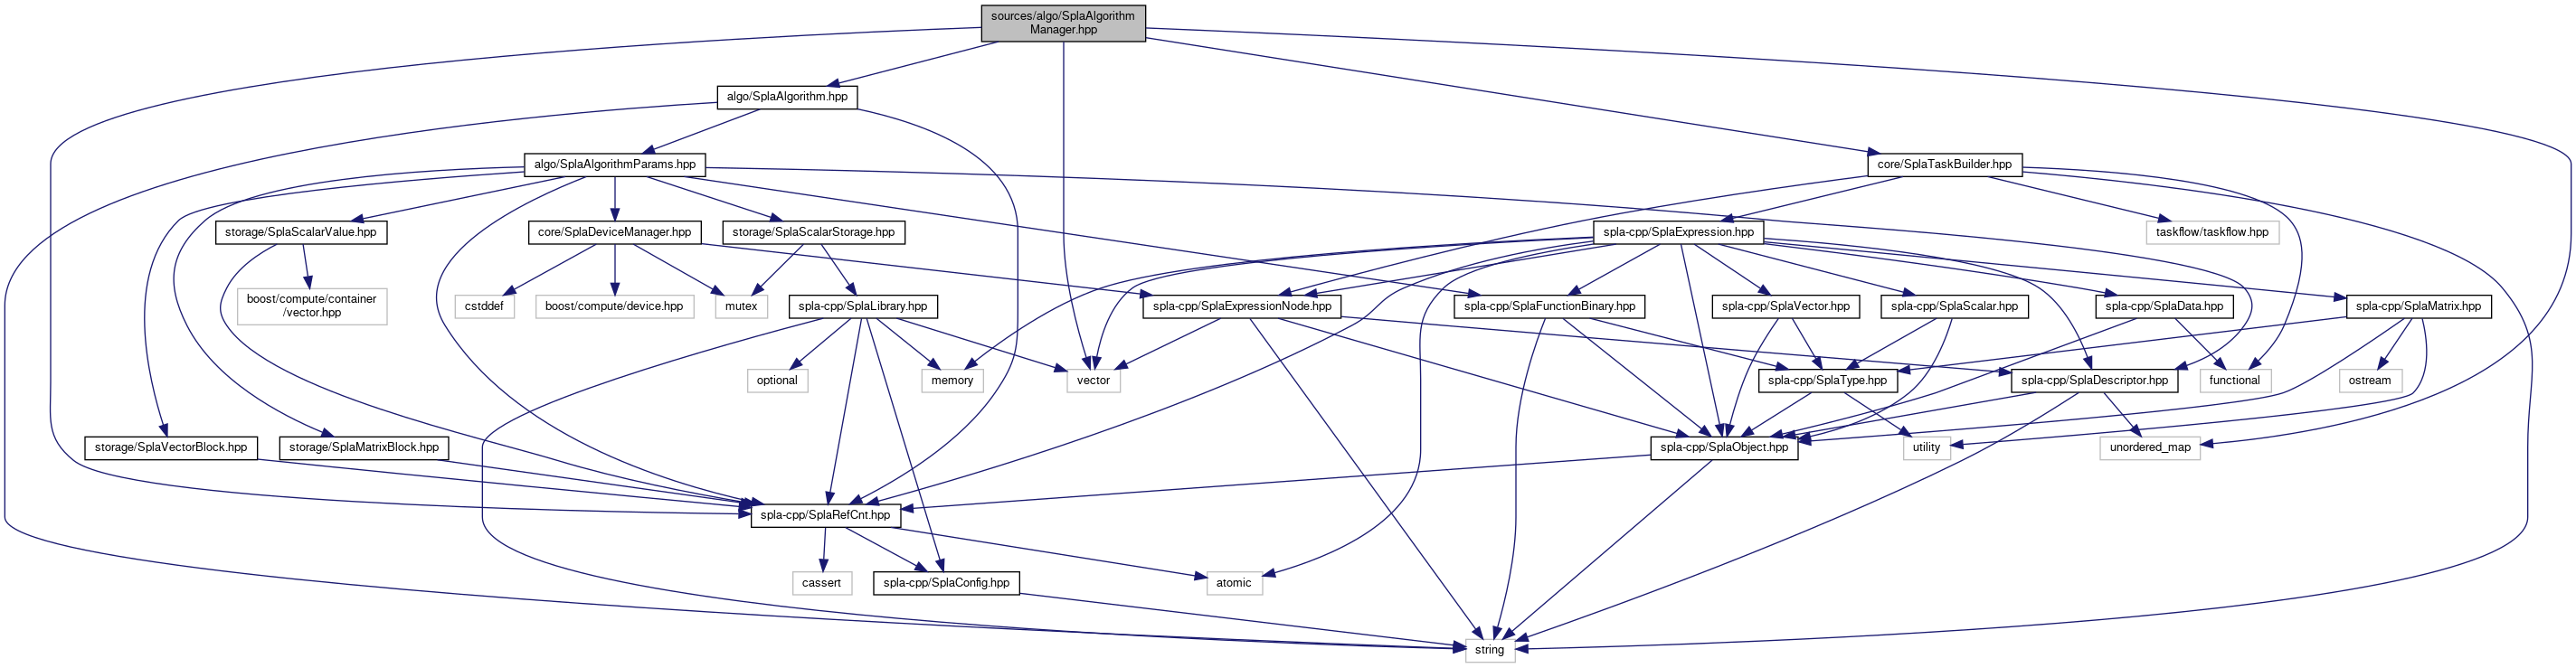 sources/algo/SplaAlgorithm
Manager.hpp
algo/SplaAlgorithm.hpp
algo/SplaAlgorithmParams.hpp
core/SplaTaskBuilder.hpp
storage/SplaScalarValue.hpp
core/SplaDeviceManager.hpp
storage/SplaScalarStorage.hpp
spla-cpp/SplaExpression.hpp
taskflow/taskflow.hpp
boost/compute/container
/vector.hpp
cstddef
boost/compute/device.hpp
mutex
spla-cpp/SplaLibrary.hpp
spla-cpp/SplaExpressionNode.hpp
spla-cpp/SplaFunctionBinary.hpp
spla-cpp/SplaVector.hpp
spla-cpp/SplaScalar.hpp
spla-cpp/SplaData.hpp
spla-cpp/SplaMatrix.hpp
optional
memory
vector
spla-cpp/SplaType.hpp
spla-cpp/SplaDescriptor.hpp
functional
ostream
storage/SplaVectorBlock.hpp
storage/SplaMatrixBlock.hpp
spla-cpp/SplaObject.hpp
utility
unordered_map
spla-cpp/SplaRefCnt.hpp
cassert
spla-cpp/SplaConfig.hpp
atomic
string